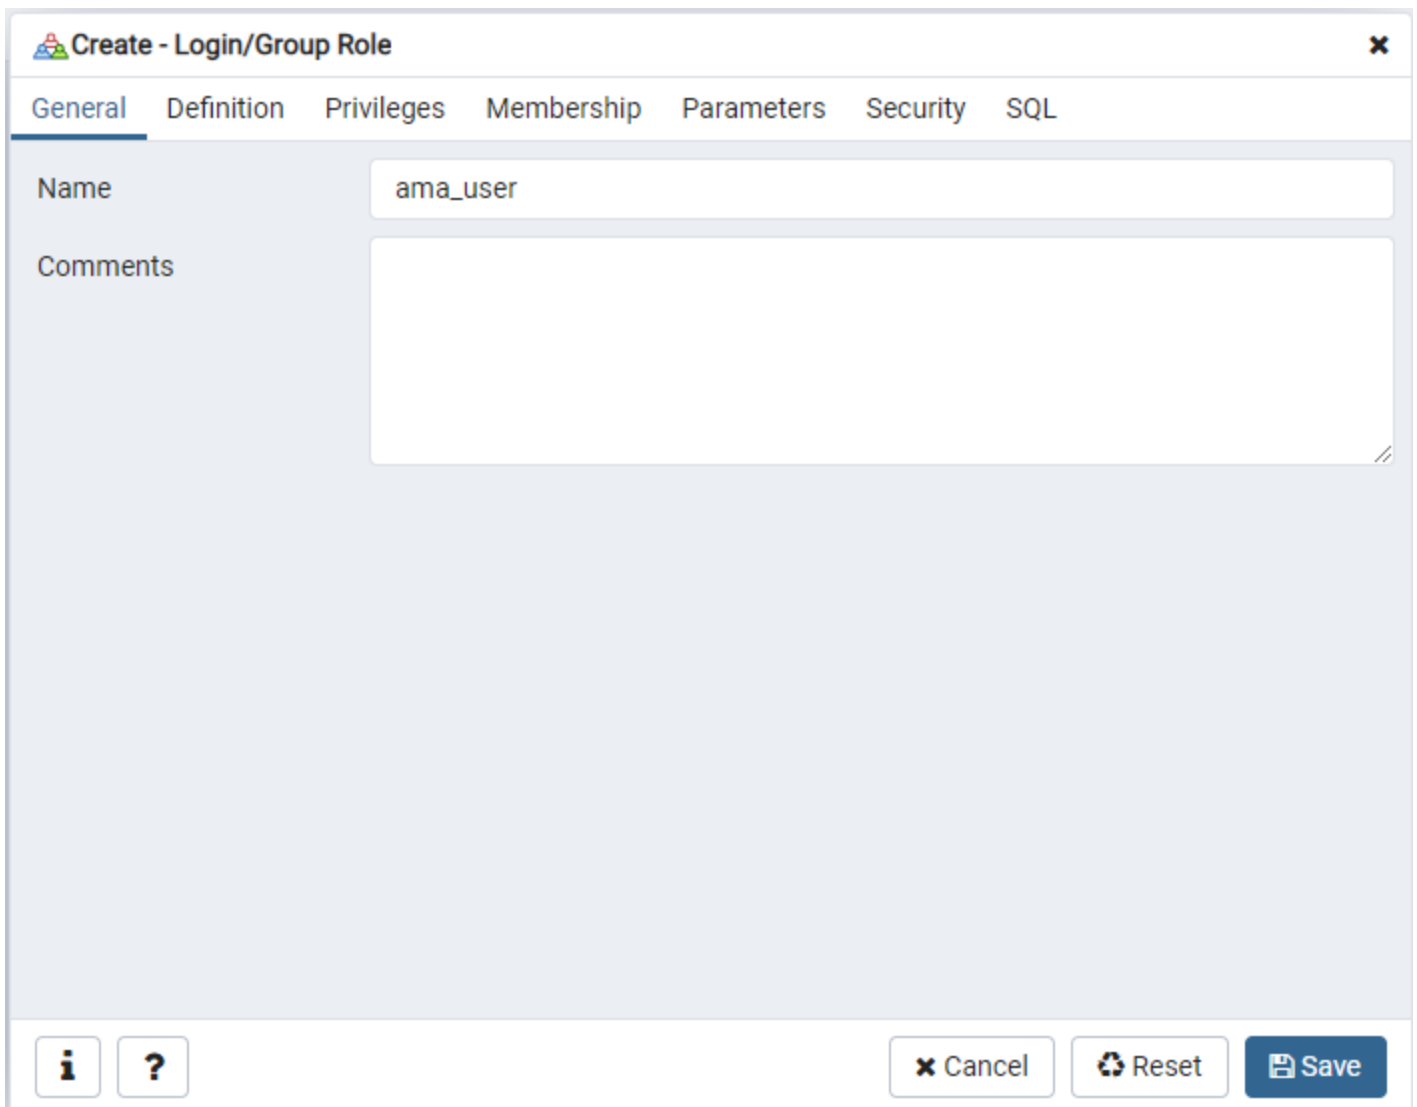 Create - Login/Group Role
General Definition Privileges Membership Parameters Security SQL
Name ama_user
Comments
Cancel Reset Save